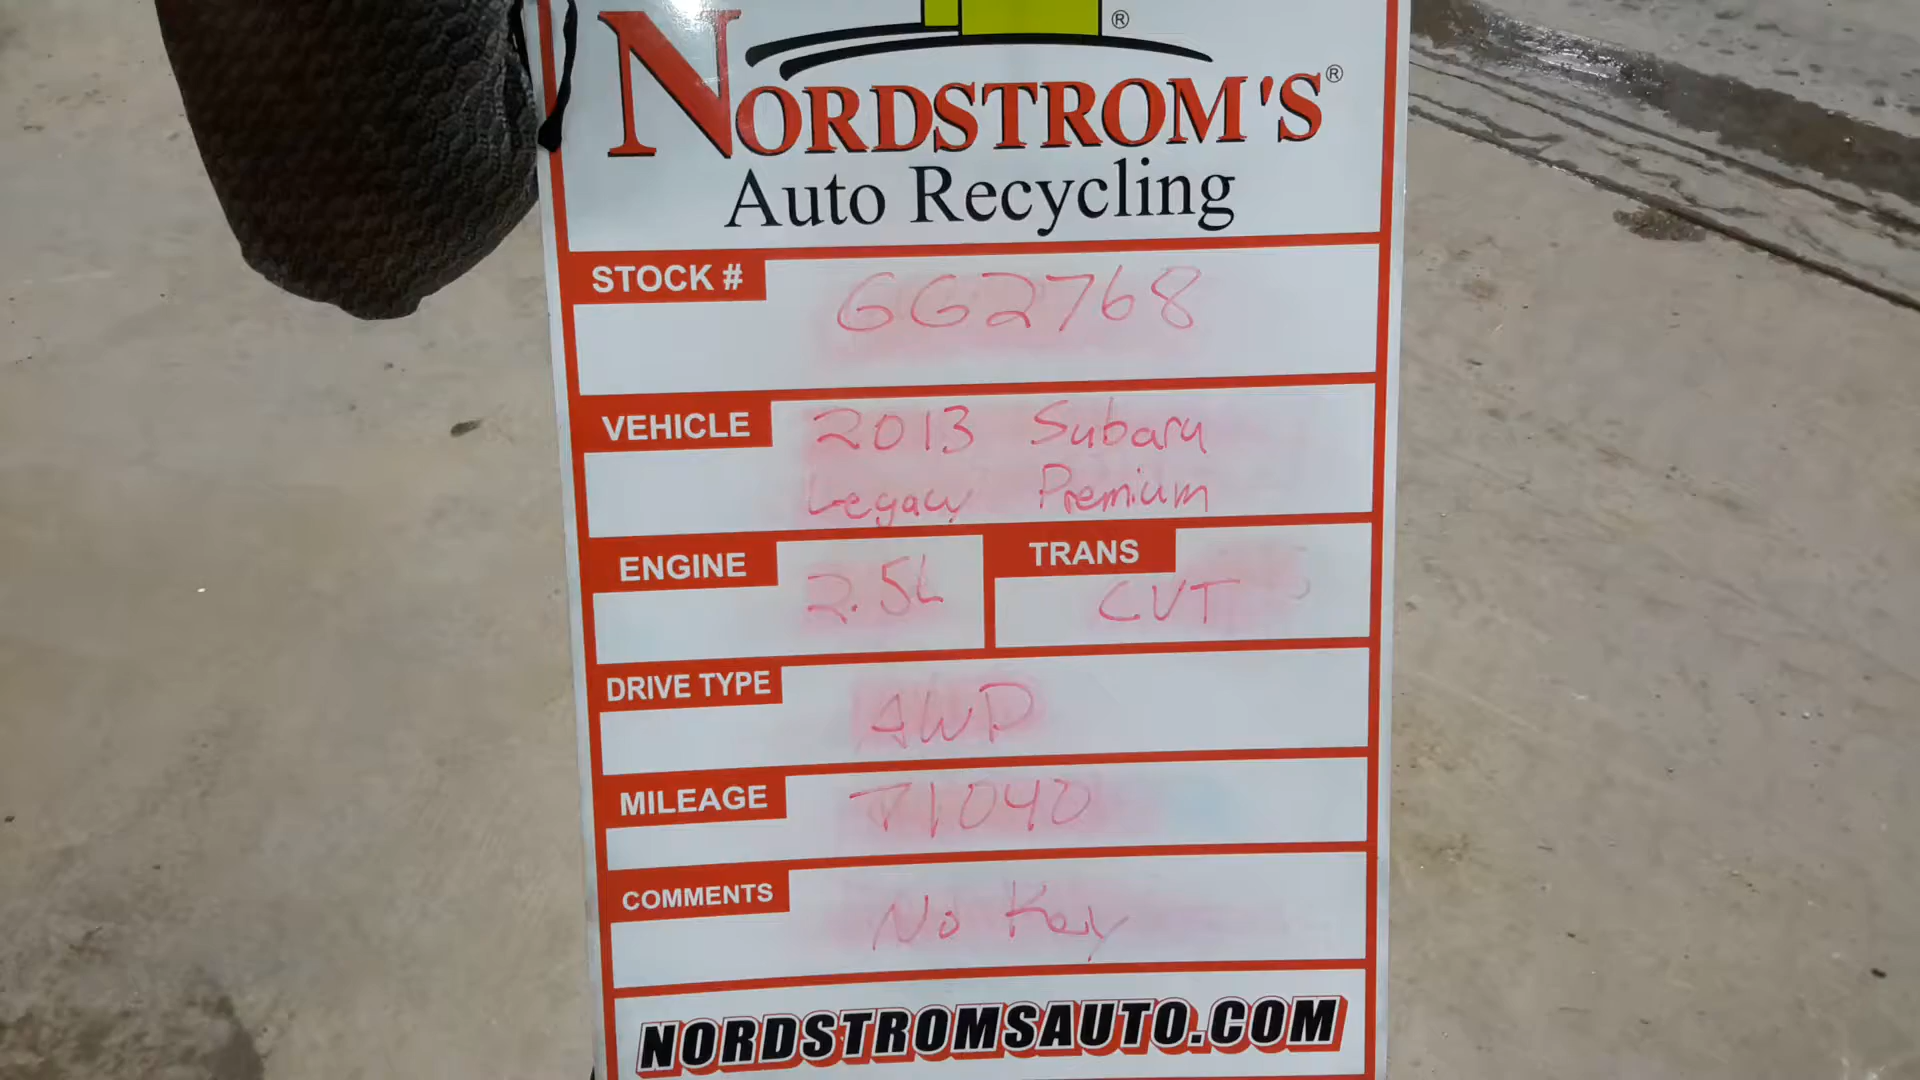 NORDSTROM'S®
Auto Recycling
STOCK # GG2768
VEHICLE 2013 Subaru
Legacy Premium
ENGINE 2.5L
TRANS CVT
DRIVE TYPE AWD
MILEAGE 71040
COMMENTS No Key
NORDSTROMSAUTO.COM